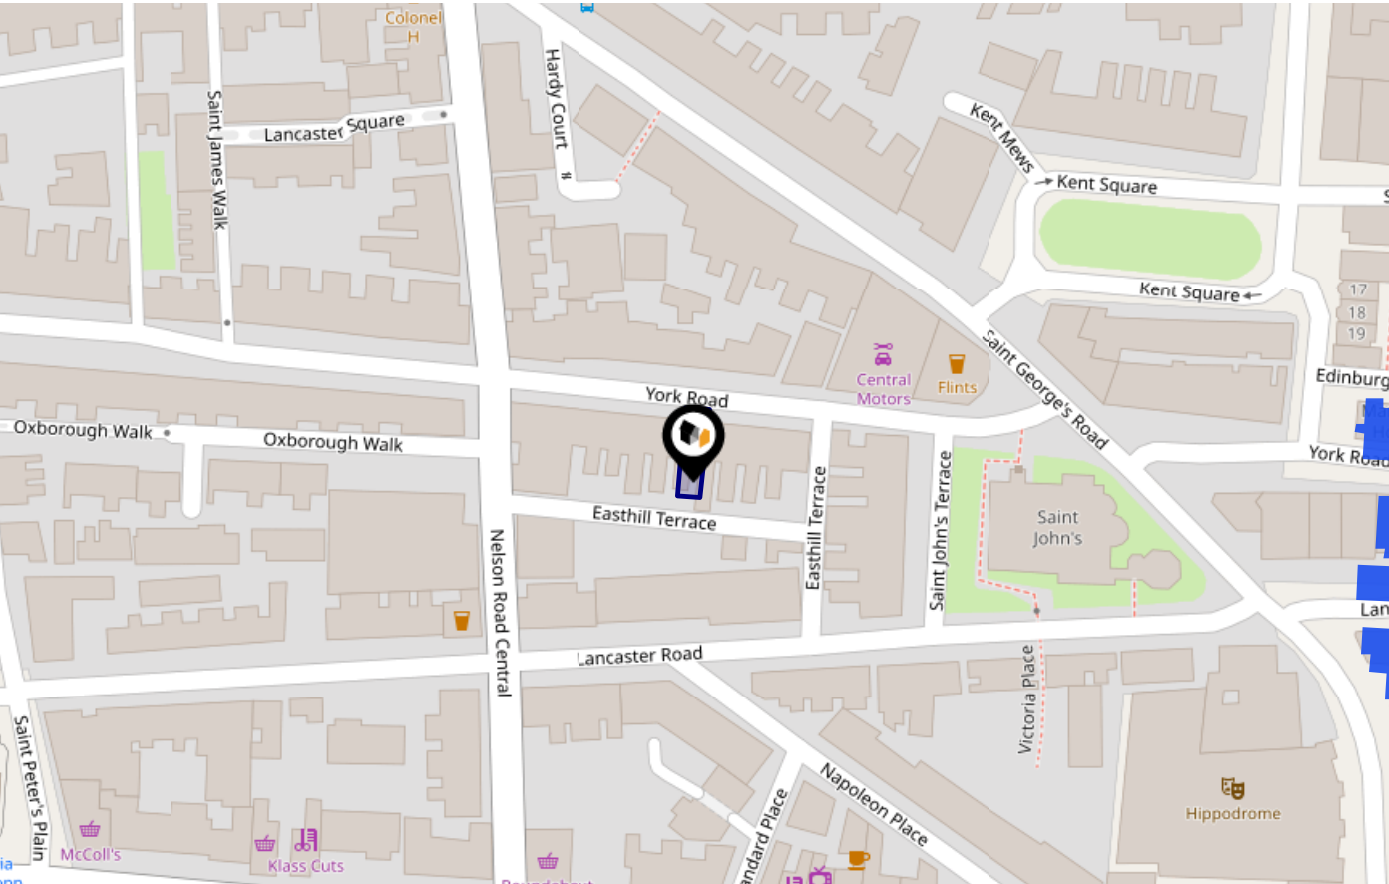 Colonel
H
Hardy Court
Saint James Walk
Lancaster Square
Kent Mews
Kent Square
Kent Square
17
18
19
Saint George's Road
Central
Motors
Flints
Edinburg
York Road
York Road
Oxborough Walk
Oxborough Walk
Easthill Terrace
Easthill Terrace
Saint John's Terrace
Saint
John's
Nelson Road Central
Lancaster Road
Lan
Victoria Place
Saint Peter's Plain
Napoleon Place
andard Place
Hippodrome
McColl's
Klass Cuts